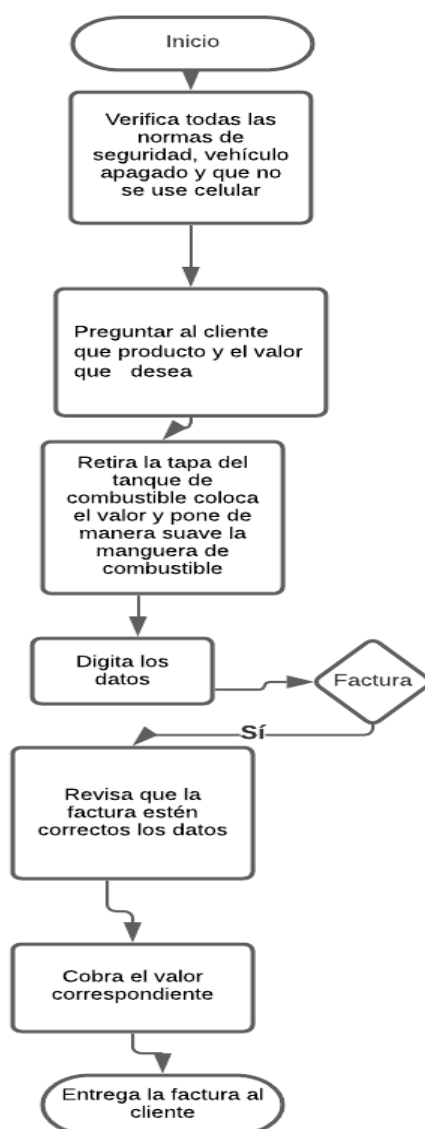 Inicio
Verifica todas las
normas de
seguridad, vehículo
apagado y que no
se use celular
Preguntar al cliente
que producto y el valor
que desea
Retira la tapa del
tanque de
combustible coloca
el valor y pone de
manera suave la
manguera de
combustible
Digita los
datos
Factura
Sí
Revisa que la
factura estén
correctos los datos
Cobra el valor
correspondiente
Entrega la factura al
cliente